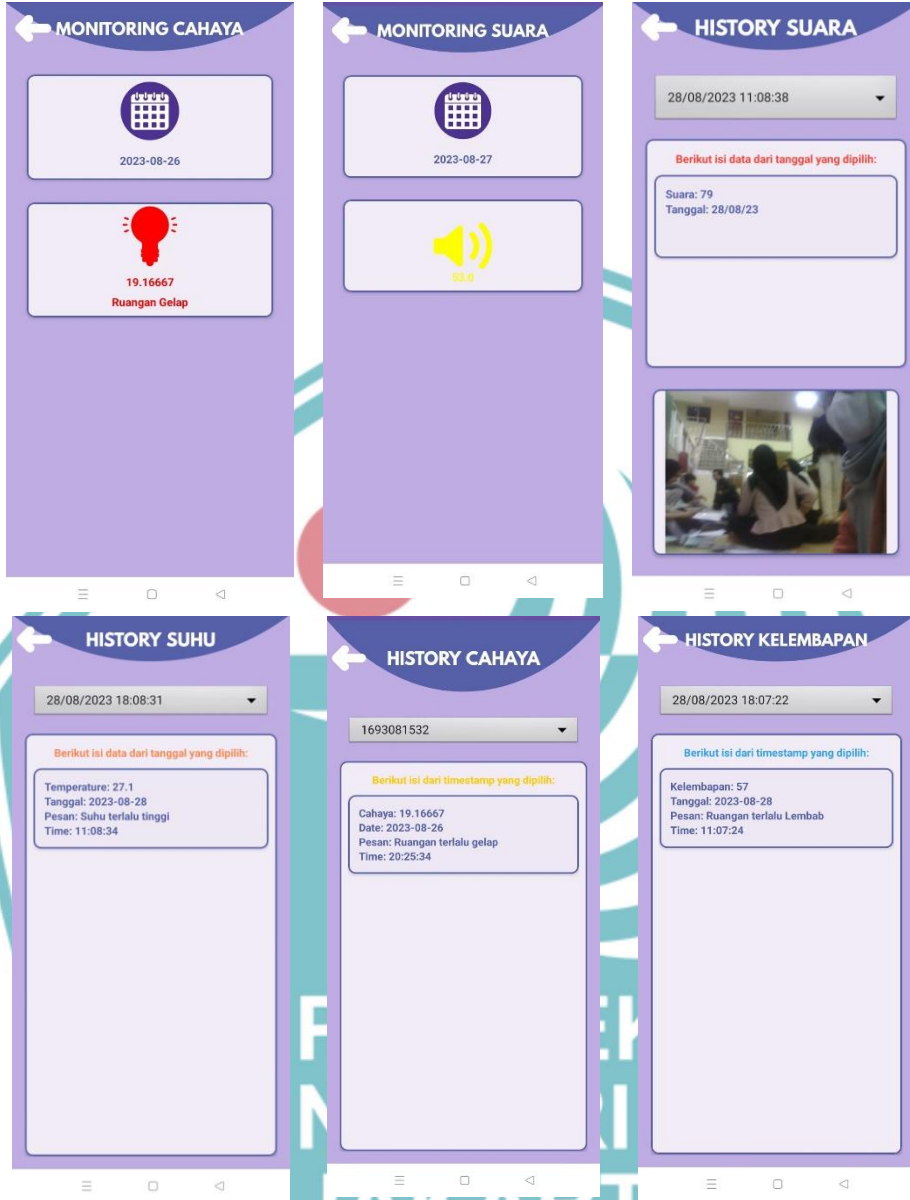 MONITORING CAHAYA
2023-08-26
19.16667
Ruangan Gelap
MONITORING SUARA
2023-08-27
53.0
HISTORY SUARA
28/08/2023 11:08:38
Berikut isi data dari tanggal yang dipilih:
Suara: 79
Tanggal: 28/08/23
HISTORY SUHU
28/08/2023 18:08:31
Berikut isi data dari tanggal yang dipilih:
Temperature: 27.1
Tanggal: 2023-08-28
Pesan: Suhu terlalu tinggi
Time: 11:08:34
HISTORY CAHAYA
1693081532
Berikut isi dari timestamp yang dipilih:
Cahaya: 19.16667
Date: 2023-08-26
Pesan: Ruangan terlalu gelap
Time: 20:25:34
HISTORY KELEMBAPAN
28/08/2023 18:07:22
Berikut isi dari timestamp yang dipilih:
Kelembapan: 57
Tanggal: 2023-08-28
Pesan: Ruangan terlalu Lembab
Time: 11:07:24